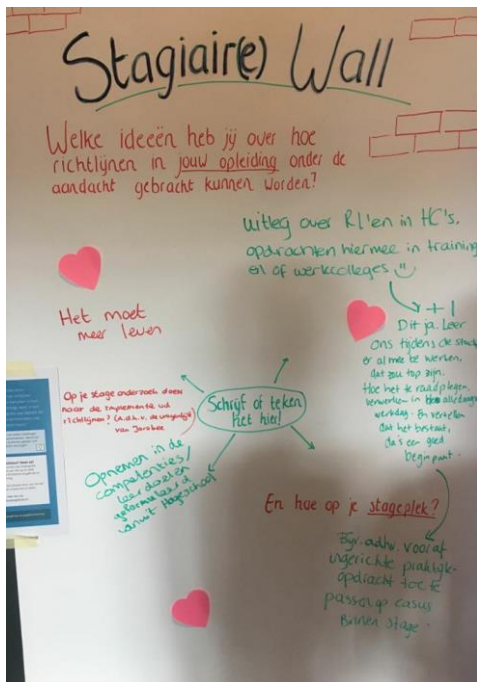 Stagiair(e) Wall
Welke ideeën heb jij over hoe
richtlijnen in jouw opleiding onder de
aandacht gebracht kunnen worden?
uitleg over Rl'en in HC's,
opdrachten hiermee in training
en of werkcolleges
+1
Dit ja. Leer
ons tijdens de
er al mee te werken,
dat zou top zijn.
Hoe het te raadplegen,
verwerken in alledaagse
werkdag. En vertellen
dat het bestaat,
da's een goed
beginpunt.
Het moet
meer leven
Op je stage onderzoek doen
naar de implementatie vd
richtlijnen? (a.d.h.v. de
van Jarabee
Schrijf of teken
het hier!
Opnemen in de
competenties/
leerdoelen
geformuleerd
vanuit Hogeschool
En hoe op je stageplek?
Bijv. adhv. vooraf
ingerichte praktijk-
opdracht toe te
passen op casus
binnen stage.